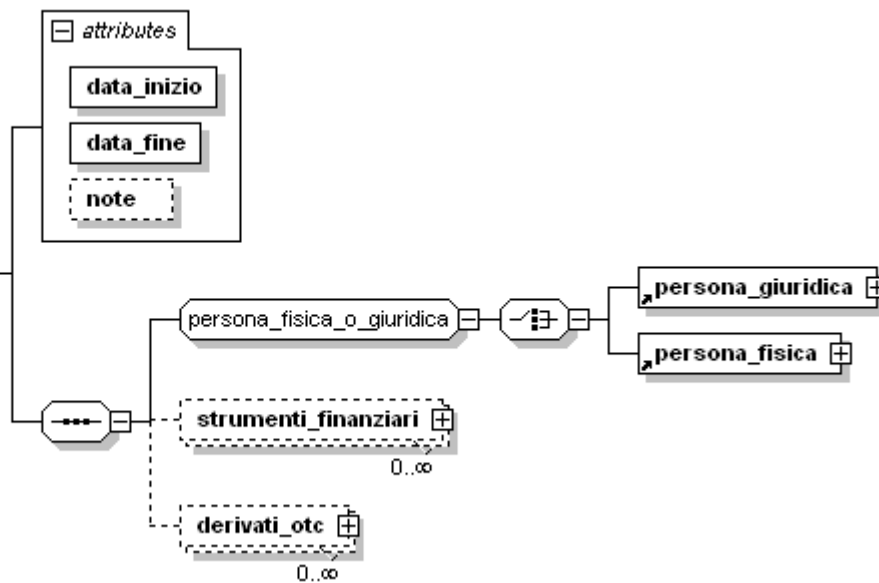 attributes
data_inizio
data_fine
note
persona_fisica_o_giuridica
persona_giuridica
persona_fisica
strumenti_finanziari
0..∞
derivati_otc
0..∞